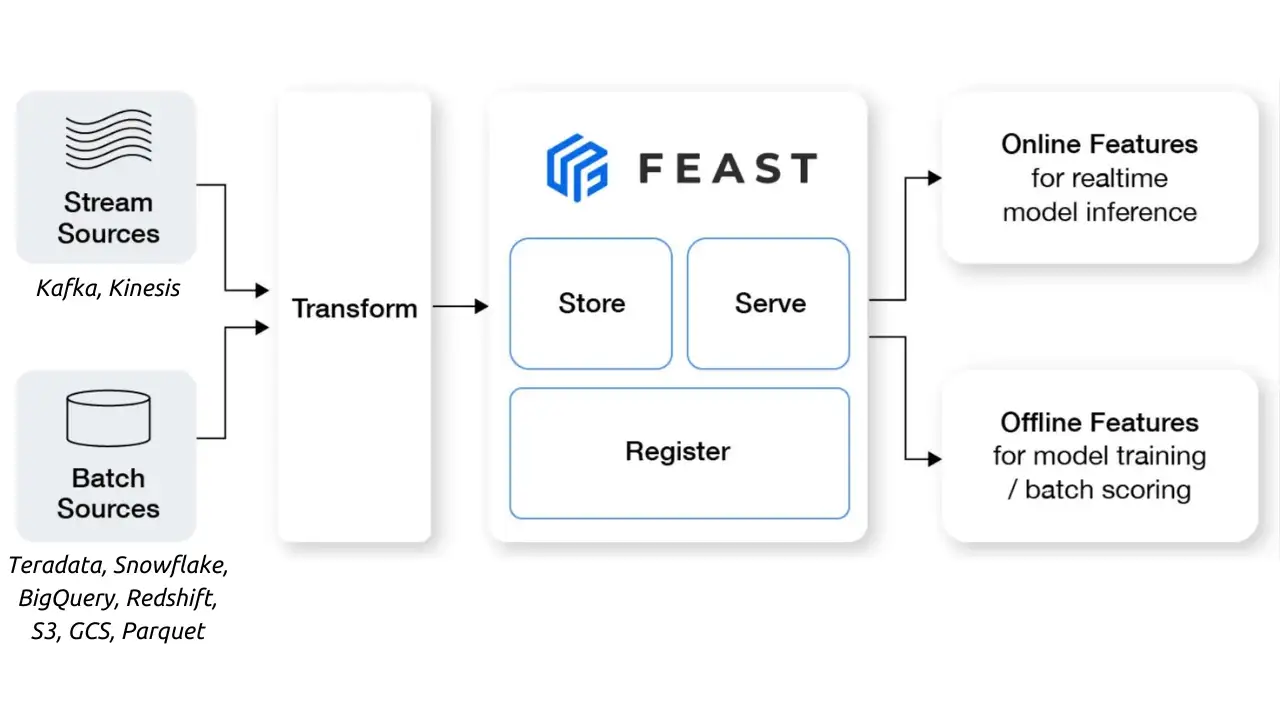 Stream
Sources
Kafka, Kinesis
Batch
Sources
Teradata, Snowflake,
BigQuery, Redshift,
S3, GCS, Parquet
Transform
FEAST
Store
Serve
Register
Online Features
for realtime
model inference
Offline Features
for model training
/ batch scoring